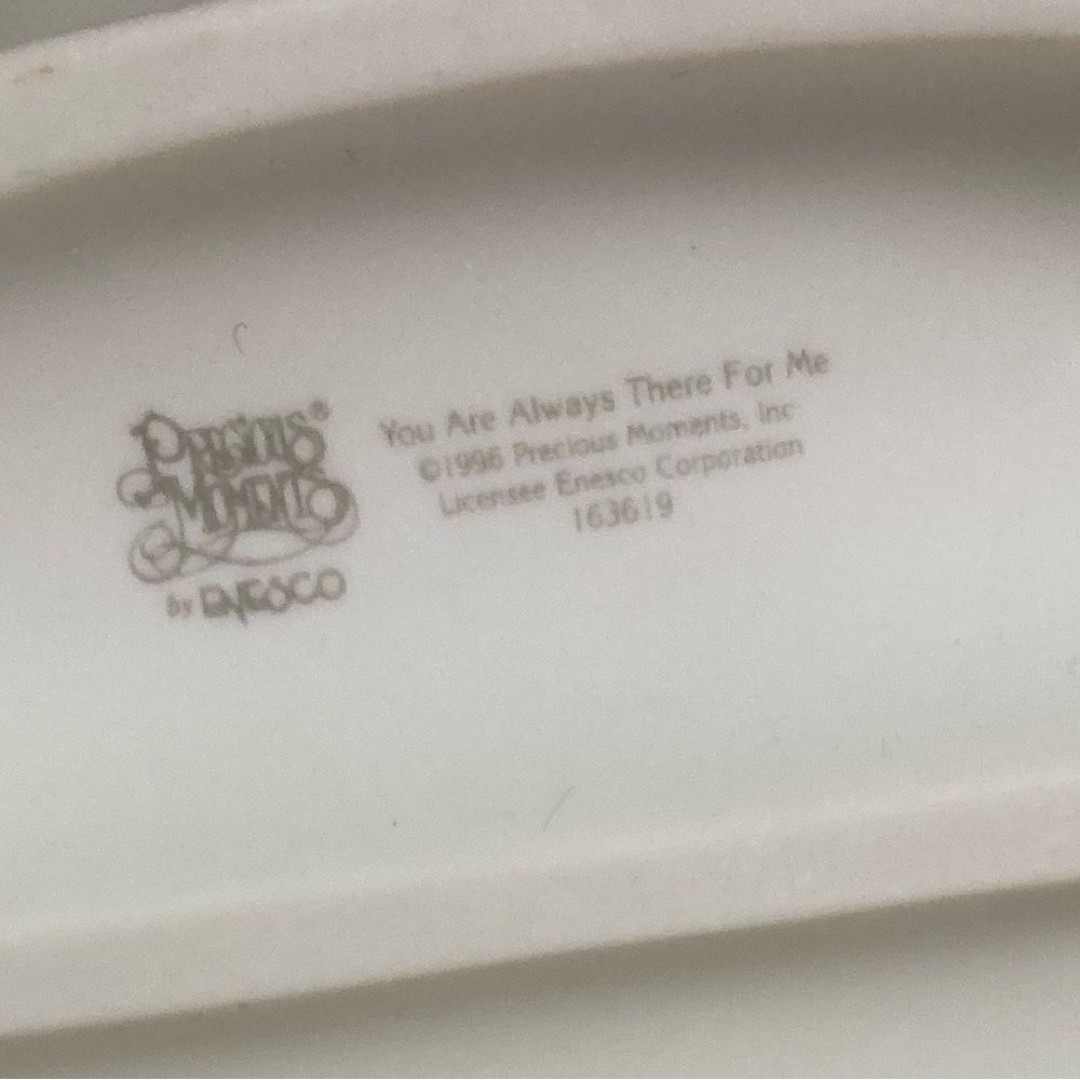 PRECIOUS®
MOMENTS
by ENESCO
You Are Always There For Me
©1996 Precious Moments, Inc
Licensee Enesco Corporation
163619